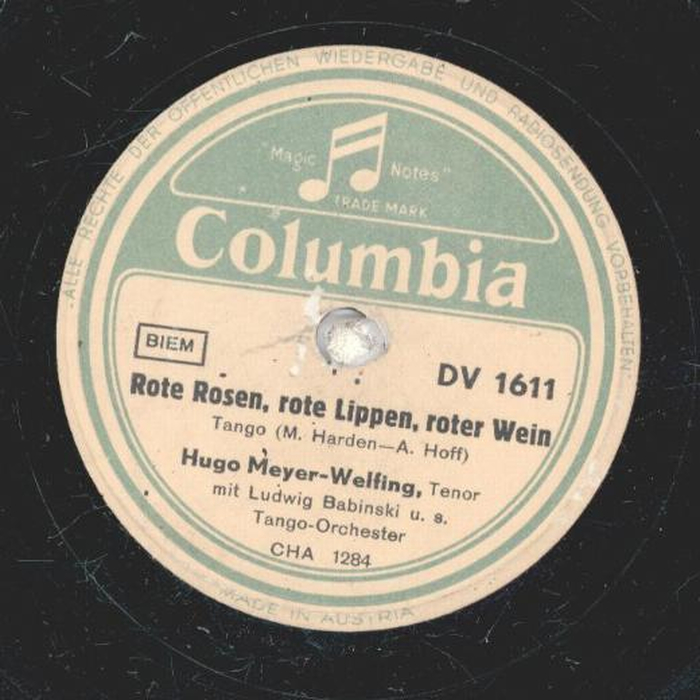 "ALLE RECHTE DER ÖFFENTLICHEN WIEDERGABE UND RADIOSENDUNG VORBEHALTEN"
"Magic Notes"
TRADE MARK
Columbia
BIEM
DV 1611
Rote Rosen, rote Lippen, roter Wein
Tango (M. Harden—A. Hoff)
Hugo Meyer-Welfing, Tenor
mit Ludwig Babinski u. s.
Tango-Orchester
CHA 1284
MADE IN AUSTRIA